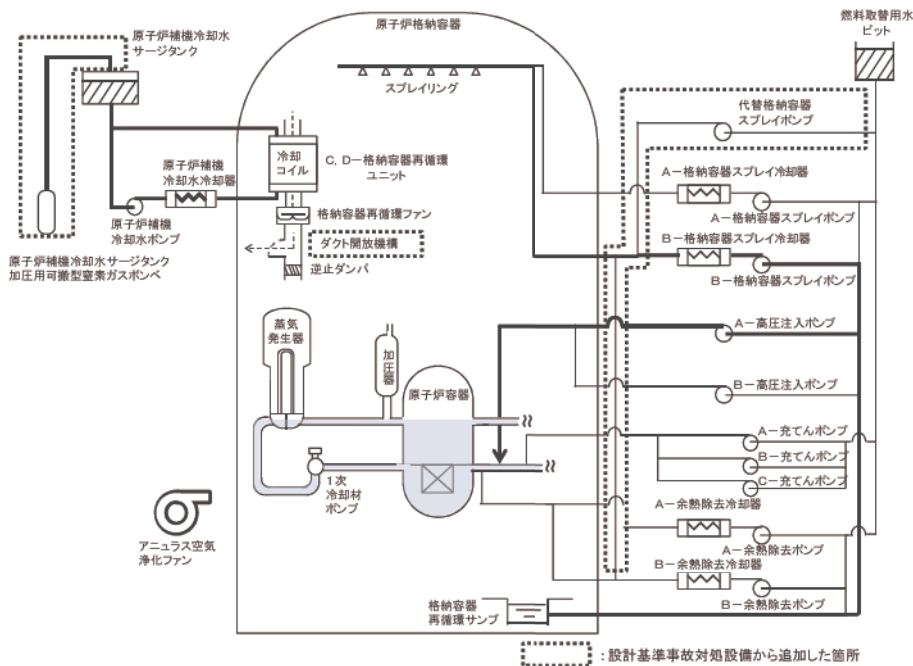 原子炉格納容器
燃料取替用水
ピット
原子炉補機冷却水
サージタンク
スプレイリング
代替格納容器
スプレイポンプ
冷却
コイル
C,D－格納容器再循環
ユニット
原子炉補機
冷却水冷却器
A－格納容器スプレイ冷却器
格納容器再循環ファン
原子炉補機
冷却水ポンプ
A－格納容器スプレイポンプ
ダクト開放機構
B－格納容器スプレイ冷却器
原子炉補機冷却水サージタンク
加圧用可搬型窒素ガスボンベ
逆止ダンパ
B－格納容器スプレイポンプ
蒸気
発生器
加圧器
A－高圧注入ポンプ
原子炉容器
B－高圧注入ポンプ
A－充てんポンプ
B－充てんポンプ
C－充てんポンプ
1次
冷却材
ポンプ
A－余熱除去冷却器
アニュラス空気
浄化ファン
A－余熱除去ポンプ
B－余熱除去冷却器
格納容器
再循環サンプ
B－余熱除去ポンプ
：設計基準事故対処設備から追加した箇所